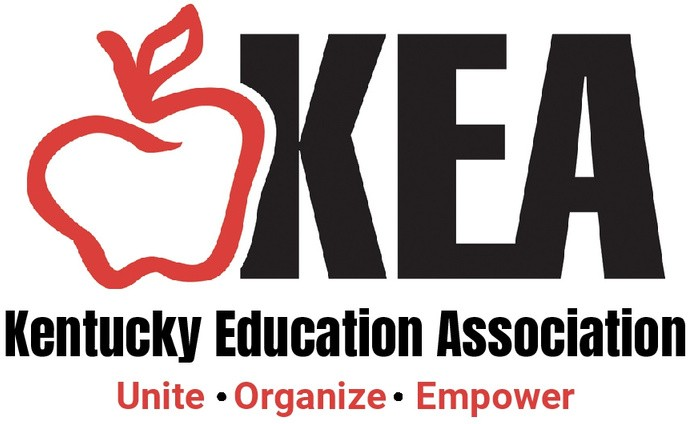 KEA
Kentucky Education Association
Unite • Organize • Empower